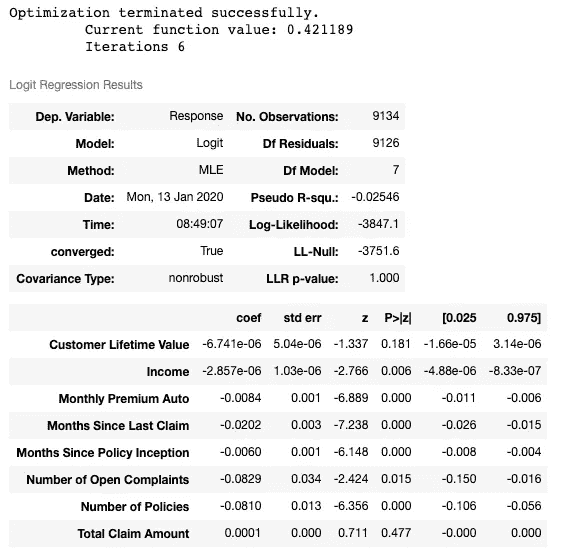 Optimization terminated successfully.
Current function value: 0.421189
Iterations 6
Logit Regression Results
Dep. Variable: Response No. Observations: 9134
Model: Logit Df Residuals: 9126
Method: MLE Df Model: 7
Date: Mon, 13 Jan 2020 Pseudo R-squ.: -0.02546
Time: 08:49:07 Log-Likelihood: -3847.1
converged: True LL-Null: -3751.6
Covariance Type: nonrobust LLR p-value: 1.000
coef std err z P>|z| [0.025 0.975]
Customer Lifetime Value -6.741e-06 5.04e-06 -1.337 0.181 -1.66e-05 3.14e-06
Income -2.857e-06 1.03e-06 -2.766 0.006 -4.88e-06 -8.33e-07
Monthly Premium Auto -0.0084 0.001 -6.889 0.000 -0.011 -0.006
Months Since Last Claim -0.0202 0.003 -7.238 0.000 -0.026 -0.015
Months Since Policy Inception -0.0060 0.001 -6.148 0.000 -0.008 -0.004
Number of Open Complaints -0.0829 0.034 -2.424 0.015 -0.150 -0.016
Number of Policies -0.0810 0.013 -6.356 0.000 -0.106 -0.056
Total Claim Amount 0.0001 0.000 0.711 0.477 -0.000 0.000